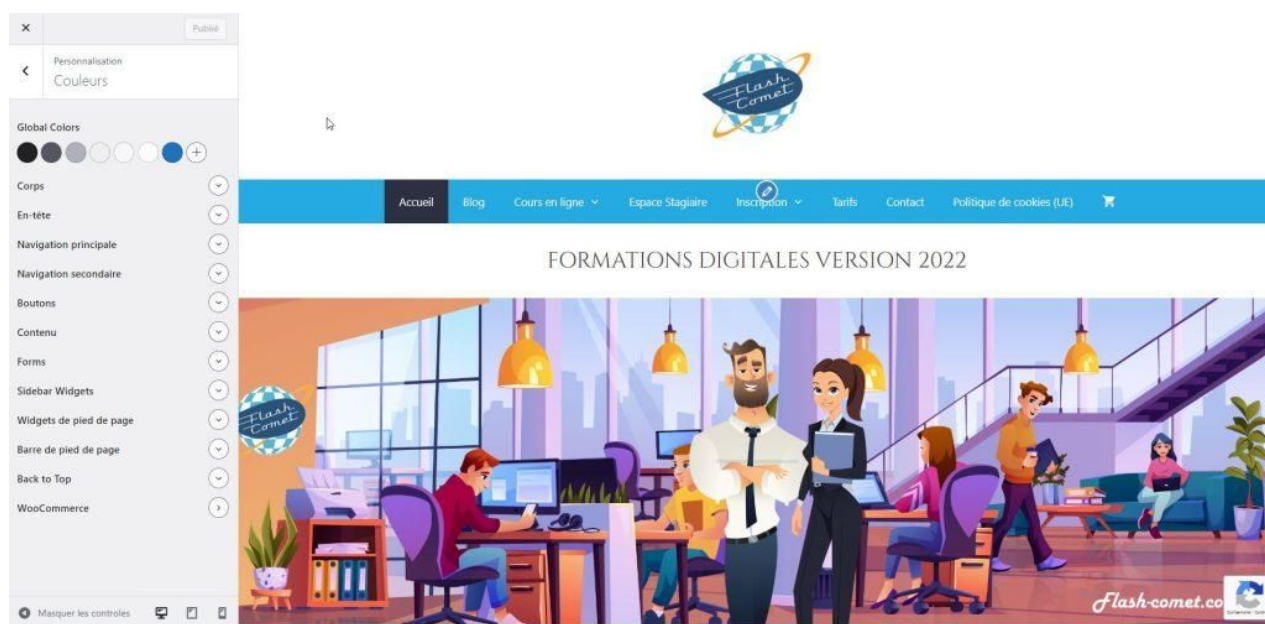 Publié
Personnalisation
Couleurs
Global Colors
Corps
En-tête
Navigation principale
Navigation secondaire
Boutons
Contenu
Forms
Sidebar Widgets
Widgets de pied de page
Barre de pied de page
Back to Top
WooCommerce
Masquer les contrôles
Flash
Comet
Accueil Blog Cours en ligne Espace Stagiaire Inscription Tarifs Contact Politique de cookies (UE)
FORMATIONS DIGITALES VERSION 2022
Flash
Comet
Flash-comet.co